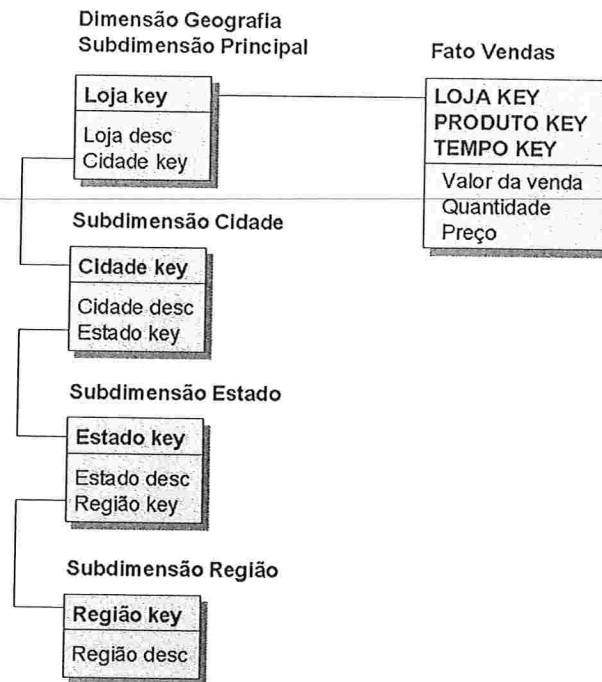 Dimensão Geografia
Subdimensão Principal
Loja key
Loja desc
Cidade key
Subdimensão Cidade
Cidade key
Cidade desc
Estado key
Subdimensão Estado
Estado key
Estado desc
Região key
Subdimensão Região
Região key
Região desc
Fato Vendas
LOJA KEY
PRODUTO KEY
TEMPO KEY
Valor da venda
Quantidade
Preço